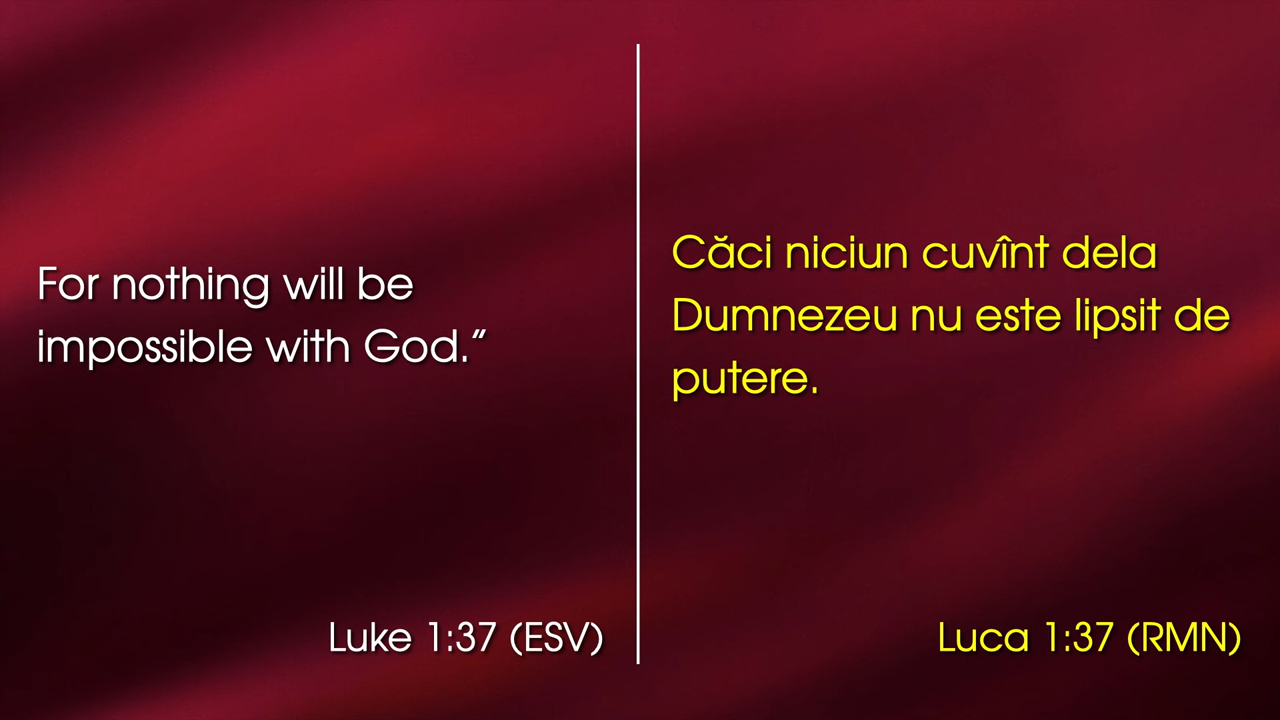 For nothing will be
impossible with God.”
Luke 1:37 (ESV)
Căci niciun cuvînt dela
Dumnezeu nu este lipsit de
putere.
Luca 1:37 (RMN)